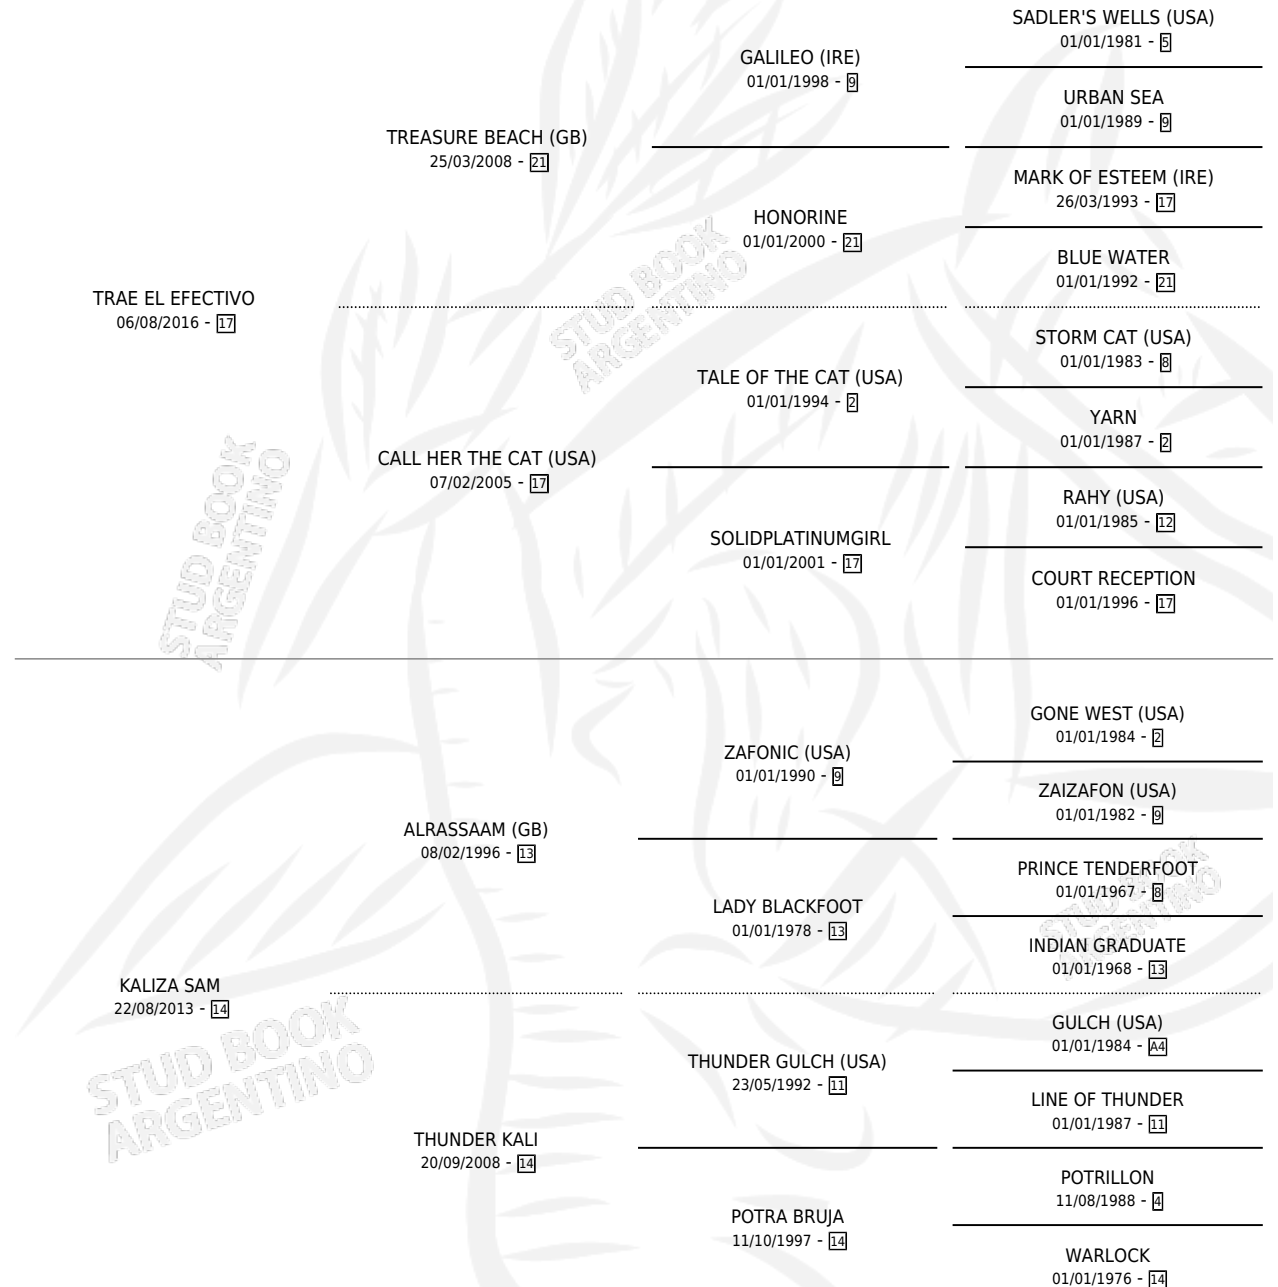 SADLER'S WELLS (USA)
01/01/1981 - 5
GALILEO (IRE)
01/01/1998 - 9
URBAN SEA
01/01/1989 - 9
TREASURE BEACH (GB)
25/03/2008 - 21
MARK OF ESTEEM (IRE)
26/03/1993 - 17
HONORINE
01/01/2000 - 21
BLUE WATER
01/01/1992 - 21
TRAE EL EFECTIVO
06/08/2016 - 17
STUD BOOK
ARGENTINO
STORM CAT (USA)
01/01/1983 - 8
TALE OF THE CAT (USA)
01/01/1994 - 2
YARN
01/01/1987 - 2
CALL HER THE CAT (USA)
07/02/2005 - 17
RAHY (USA)
01/01/1985 - 12
SOLIDPLATINUMGIRL
01/01/2001 - 17
COURT RECEPTION
01/01/1996 - 17
STUD BOOK
ARGENTINO
GONE WEST (USA)
01/01/1984 - 2
ZAFONIC (USA)
01/01/1990 - 9
ZAIZAFON (USA)
01/01/1982 - 9
ALRASSAAM (GB)
08/02/1996 - 13
PRINCE TENDERFOOT
01/01/1967 - 8
LADY BLACKFOOT
01/01/1978 - 13
STUD BOOK
ARGENTINO
INDIAN GRADUATE
01/01/1968 - 13
KALIZA SAM
22/08/2013 - 14
GULCH (USA)
01/01/1984 - A4
THUNDER GULCH (USA)
23/05/1992 - 11
LINE OF THUNDER
01/01/1987 - 11
STUD BOOK
ARGENTINO
THUNDER KALI
20/09/2008 - 14
POTRILLON
11/08/1988 - 4
POTRA BRUJA
11/10/1997 - 14
WARLOCK
01/01/1976 - 14